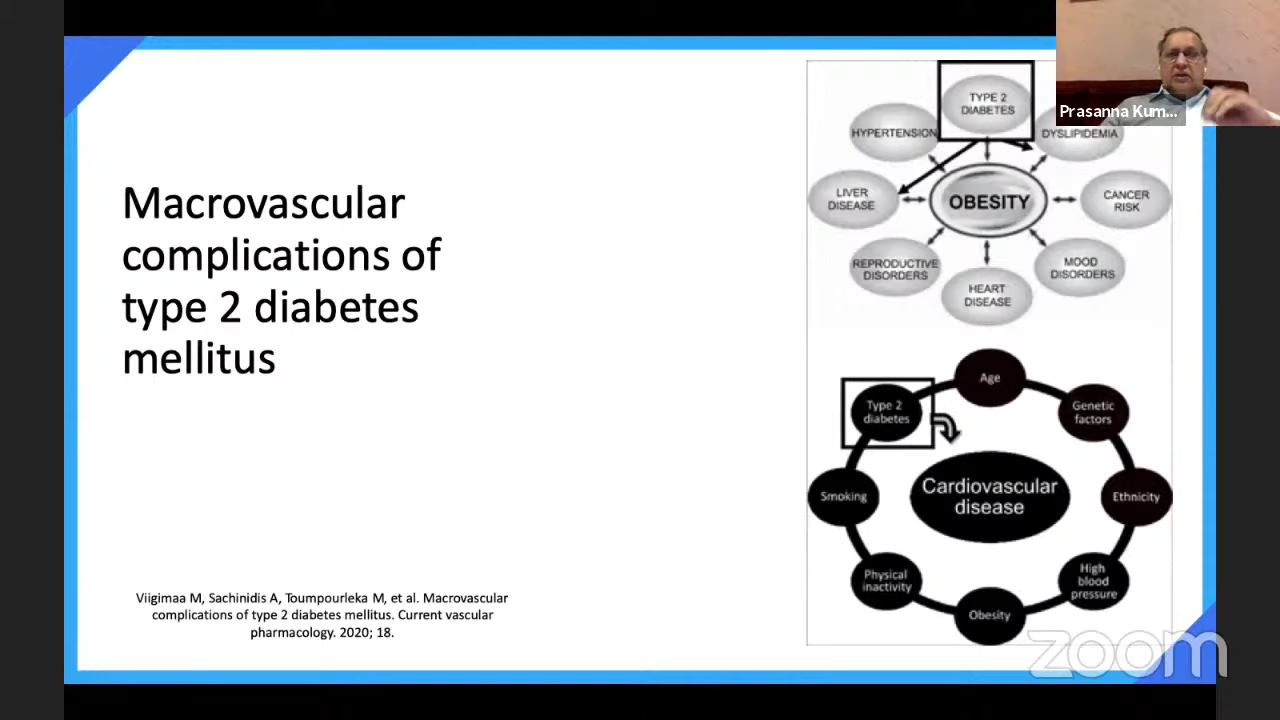 Macrovascular
complications of
type 2 diabetes
mellitus
Viigimaa M, Sachinidis A, Toumpourleka M, et al. Macrovascular
complications of type 2 diabetes mellitus. Current vascular
pharmacology. 2020; 18.
TYPE 2
DIABETES
HYPERTENSION
DYSLIPIDEMIA
LIVER
DISEASE
OBESITY
CANCER
RISK
REPRODUCTIVE
DISORDERS
MOOD
DISORDERS
HEART
DISEASE
Age
Type 2
diabetes
Genetic
factors
Smoking
Cardiovascular
disease
Ethnicity
Physical
inactivity
High
blood
pressure
Obesity
Prasanna Kum...
zoom